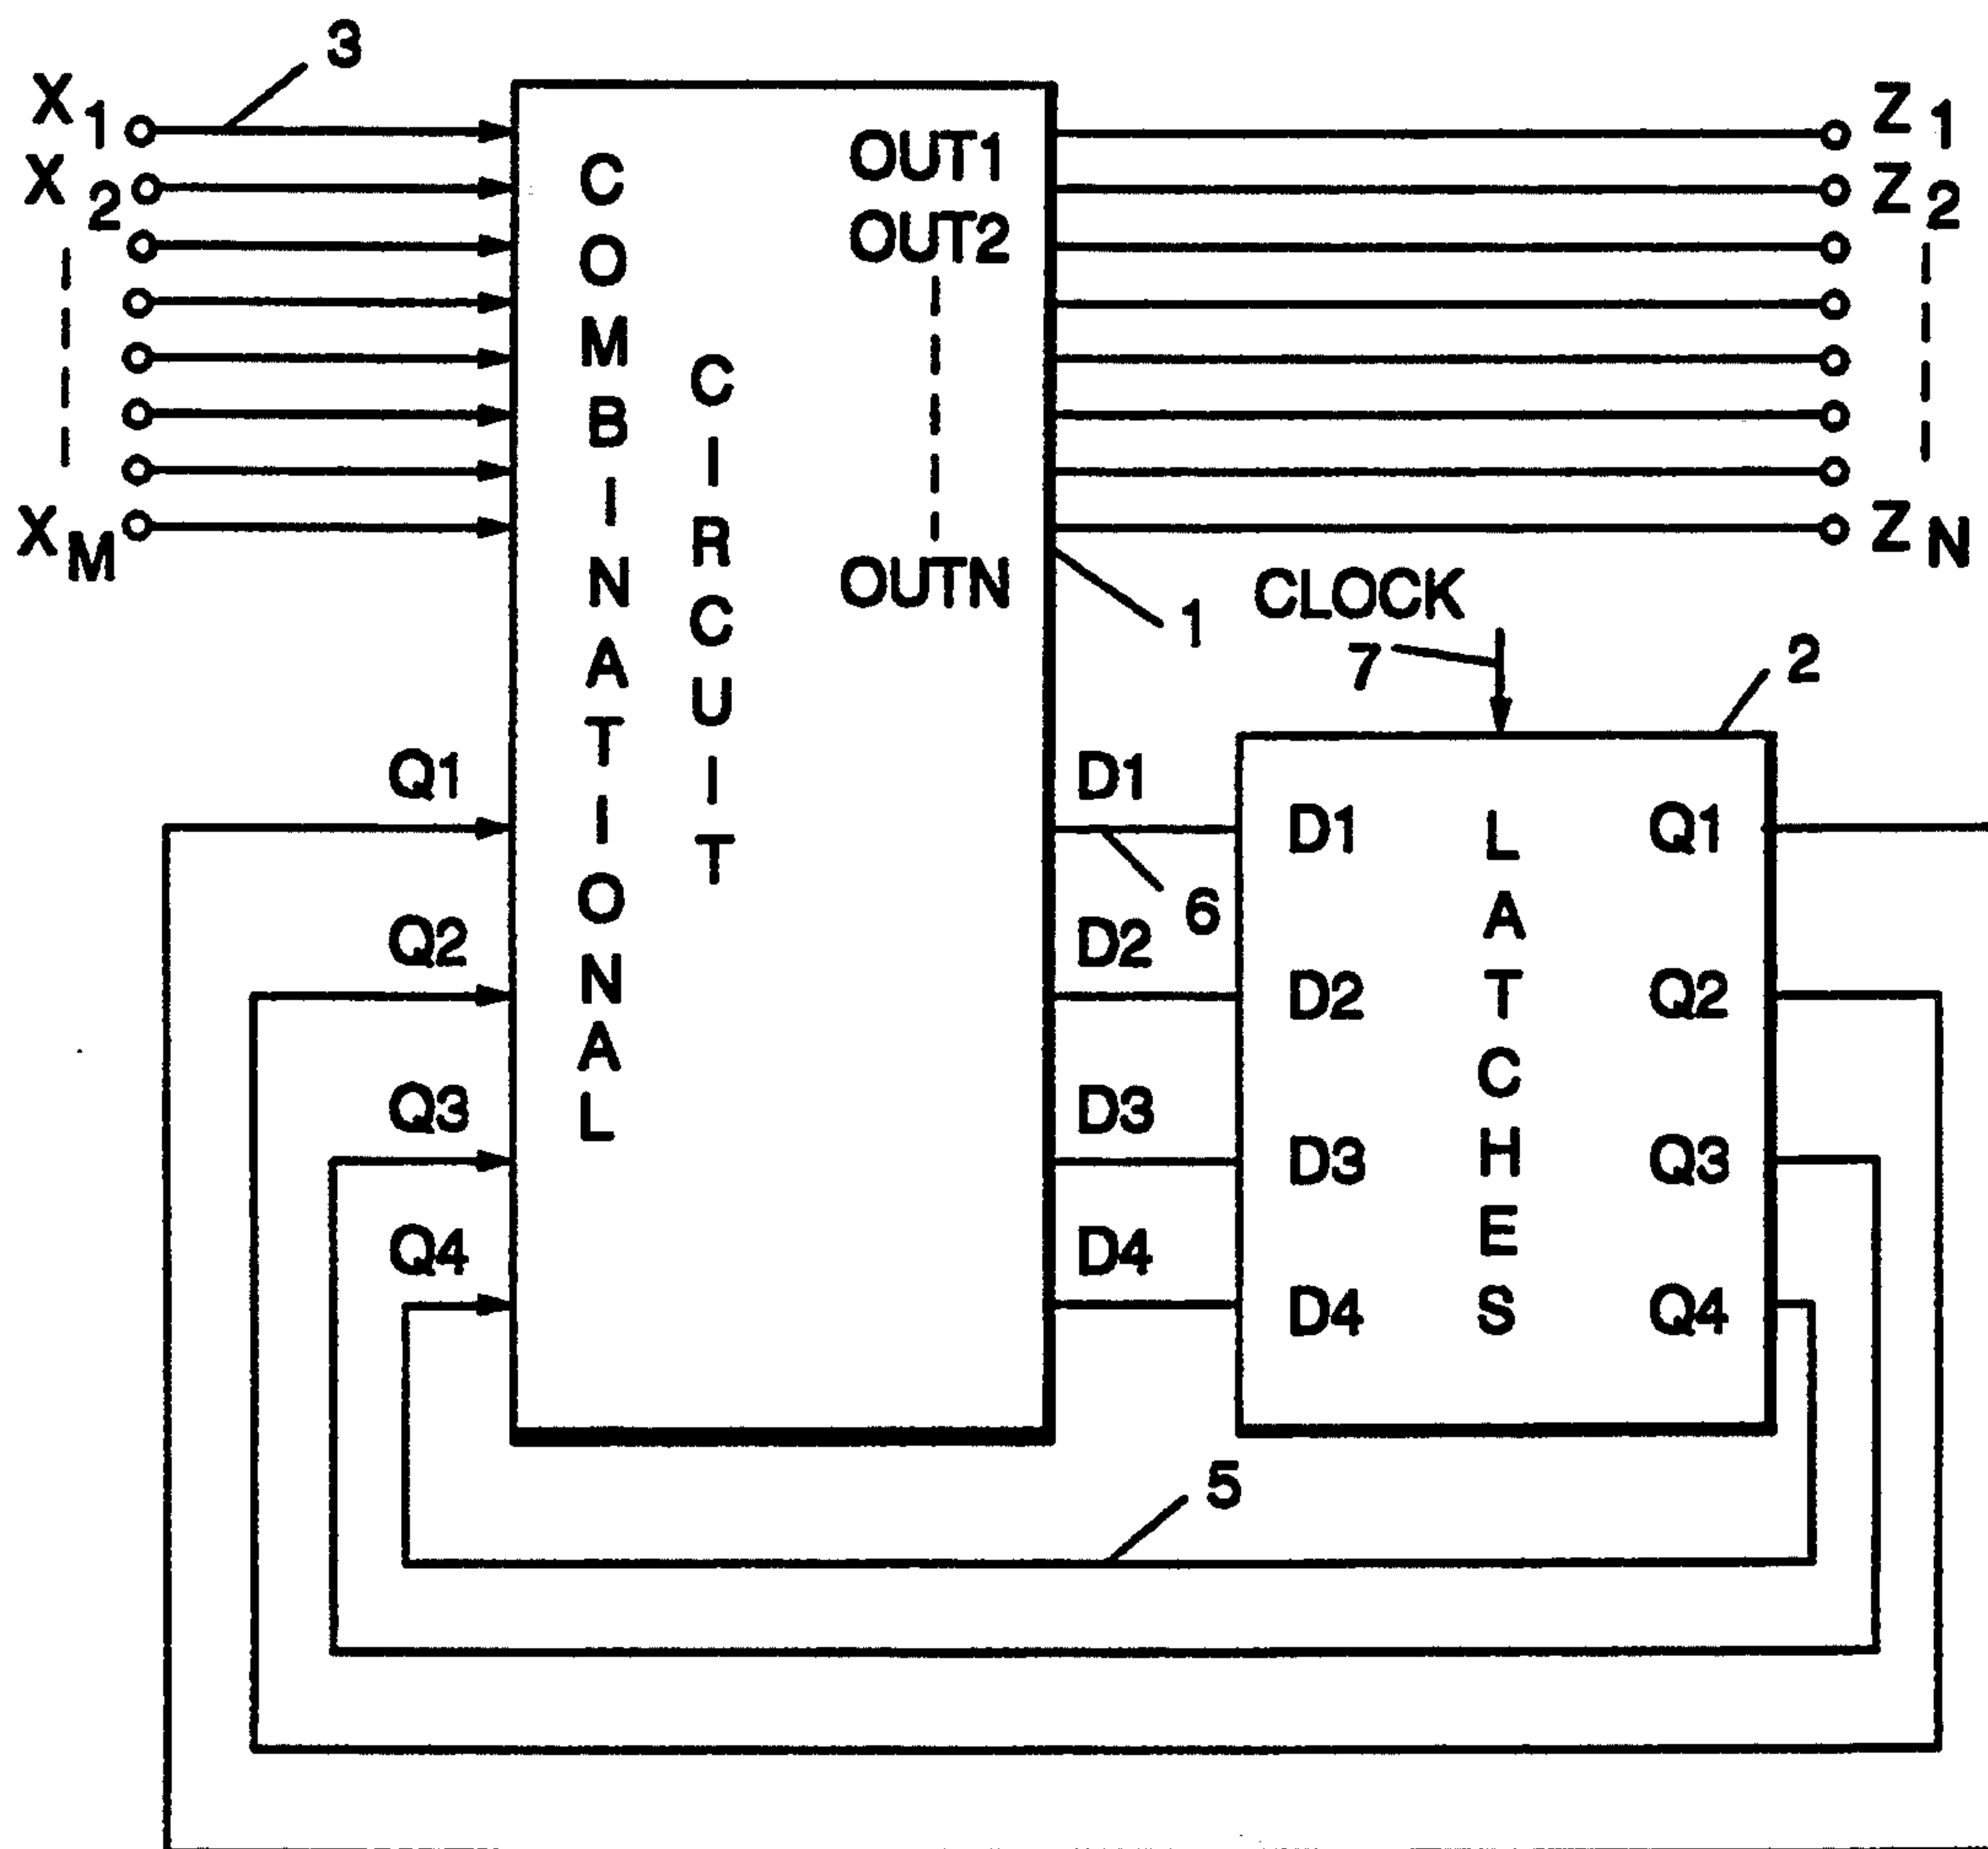 3
X1
X2
XM
COMBINATIONAL
CIRCUIT
OUT1
OUT2
OUTN
Z1
Z2
ZN
1
CLOCK
7
2
Q1
Q2
Q3
Q4
D1
6
D2
D3
D4
LATCHES
D1
D2
D3
D4
Q1
Q2
Q3
Q4
5